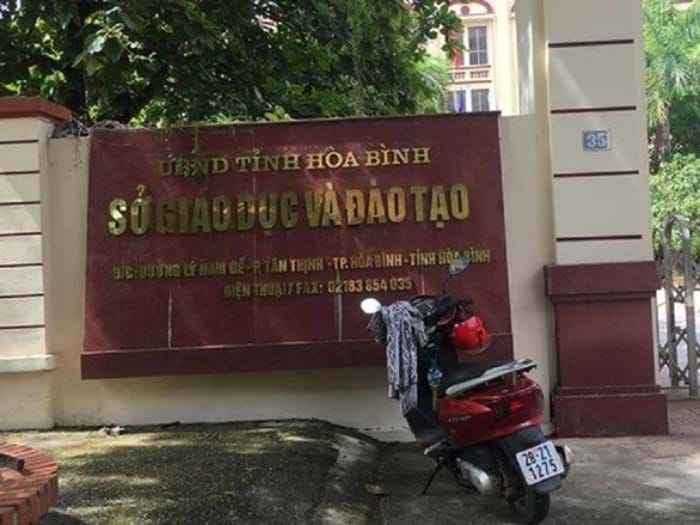 UBND TỈNH HÒA BÌNH
SỞ GIÁO DỤC VÀ ĐÀO TẠO
Đ/C: ĐƯỜNG LÝ NAM ĐẾ - P. TÂN THỊNH - TP. HÒA BÌNH - TỈNH HÒA BÌNH
ĐIỆN THOẠI / FAX: 02183 854 035
35
28-Z1
1275